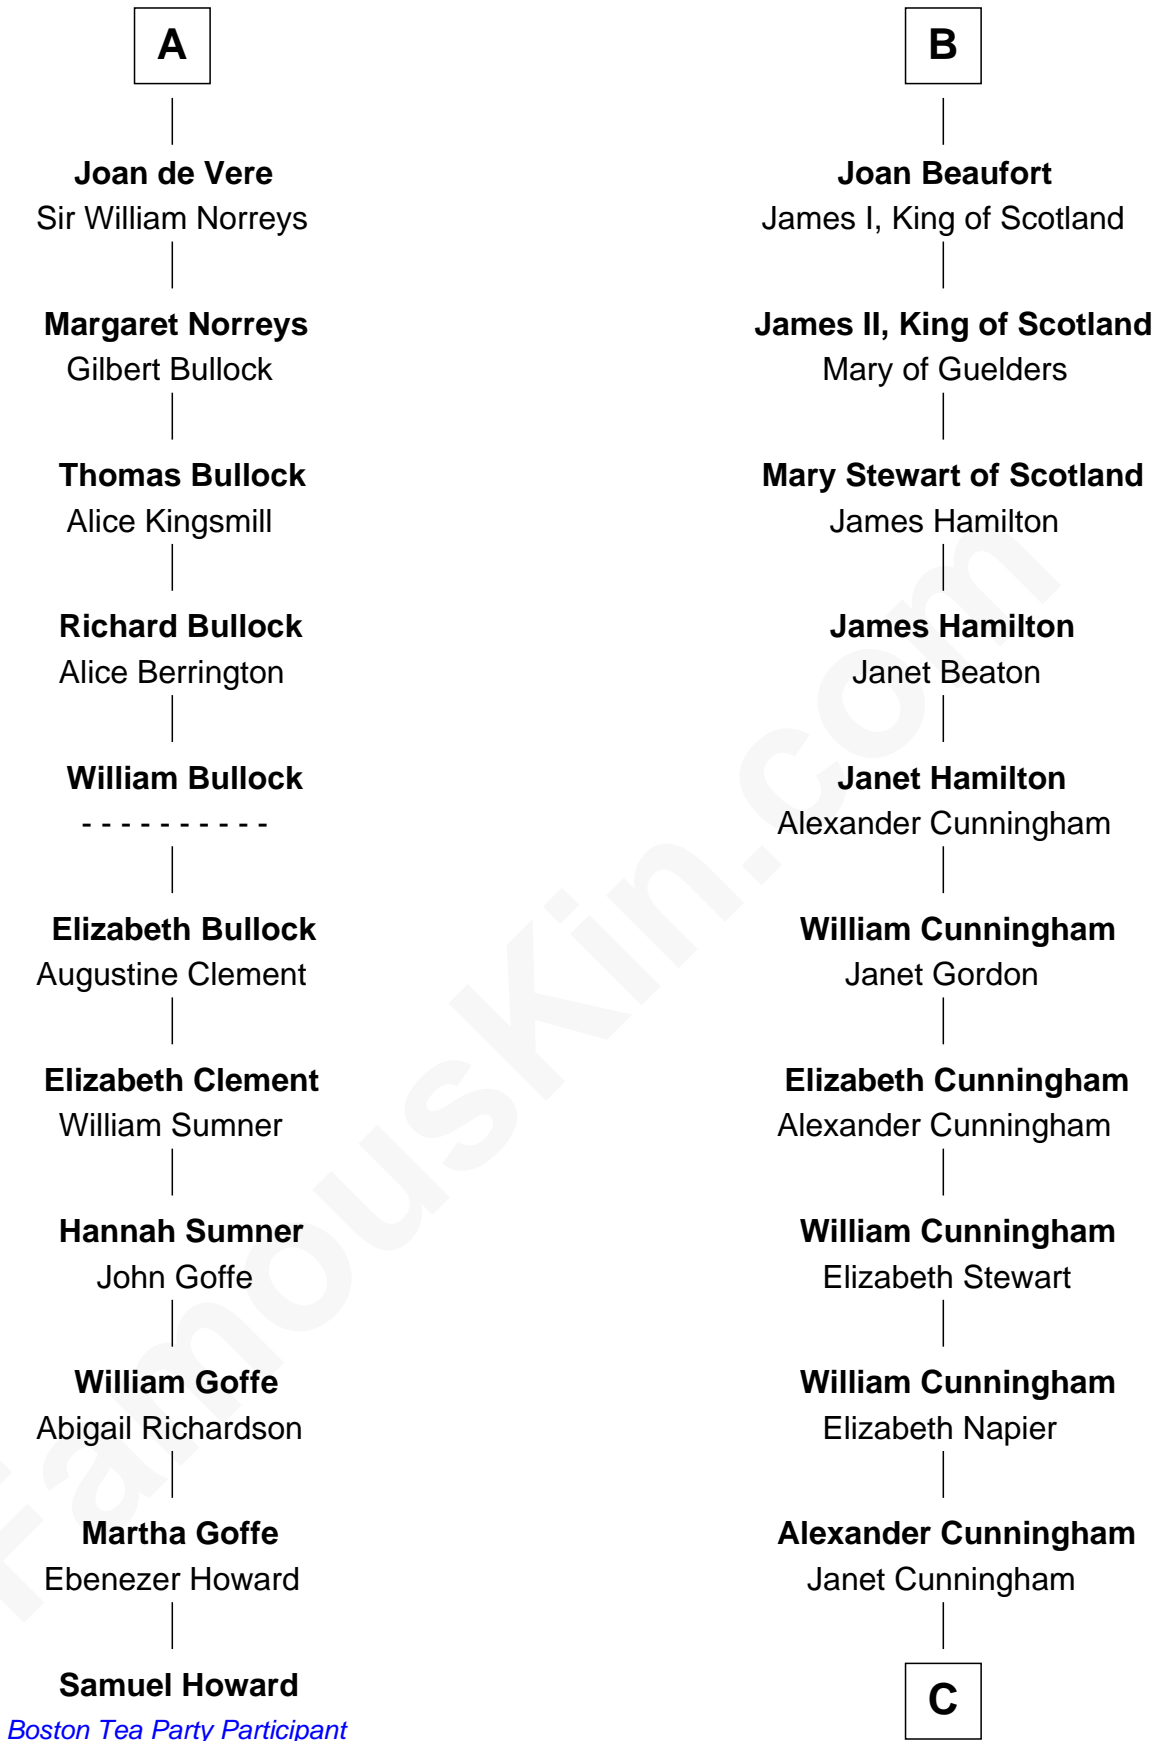 A
Joan de Vere
Sir William Norreys
Margaret Norreys
Gilbert Bullock
Thomas Bullock
Alice Kingsmill
Richard Bullock
Alice Berrington
William Bullock
- - - - - - - - - -
Elizabeth Bullock
Augustine Clement
Elizabeth Clement
William Sumner
Hannah Sumner
John Goffe
William Goffe
Abigail Richardson
Martha Goffe
Ebenezer Howard
Samuel Howard
Boston Tea Party Participant
B
Joan Beaufort
James I, King of Scotland
James II, King of Scotland
Mary of Guelders
Mary Stewart of Scotland
James Hamilton
James Hamilton
Janet Beaton
Janet Hamilton
Alexander Cunningham
William Cunningham
Janet Gordon
Elizabeth Cunningham
Alexander Cunningham
William Cunningham
Elizabeth Stewart
William Cunningham
Elizabeth Napier
Alexander Cunningham
Janet Cunningham
C
FamousKin.com